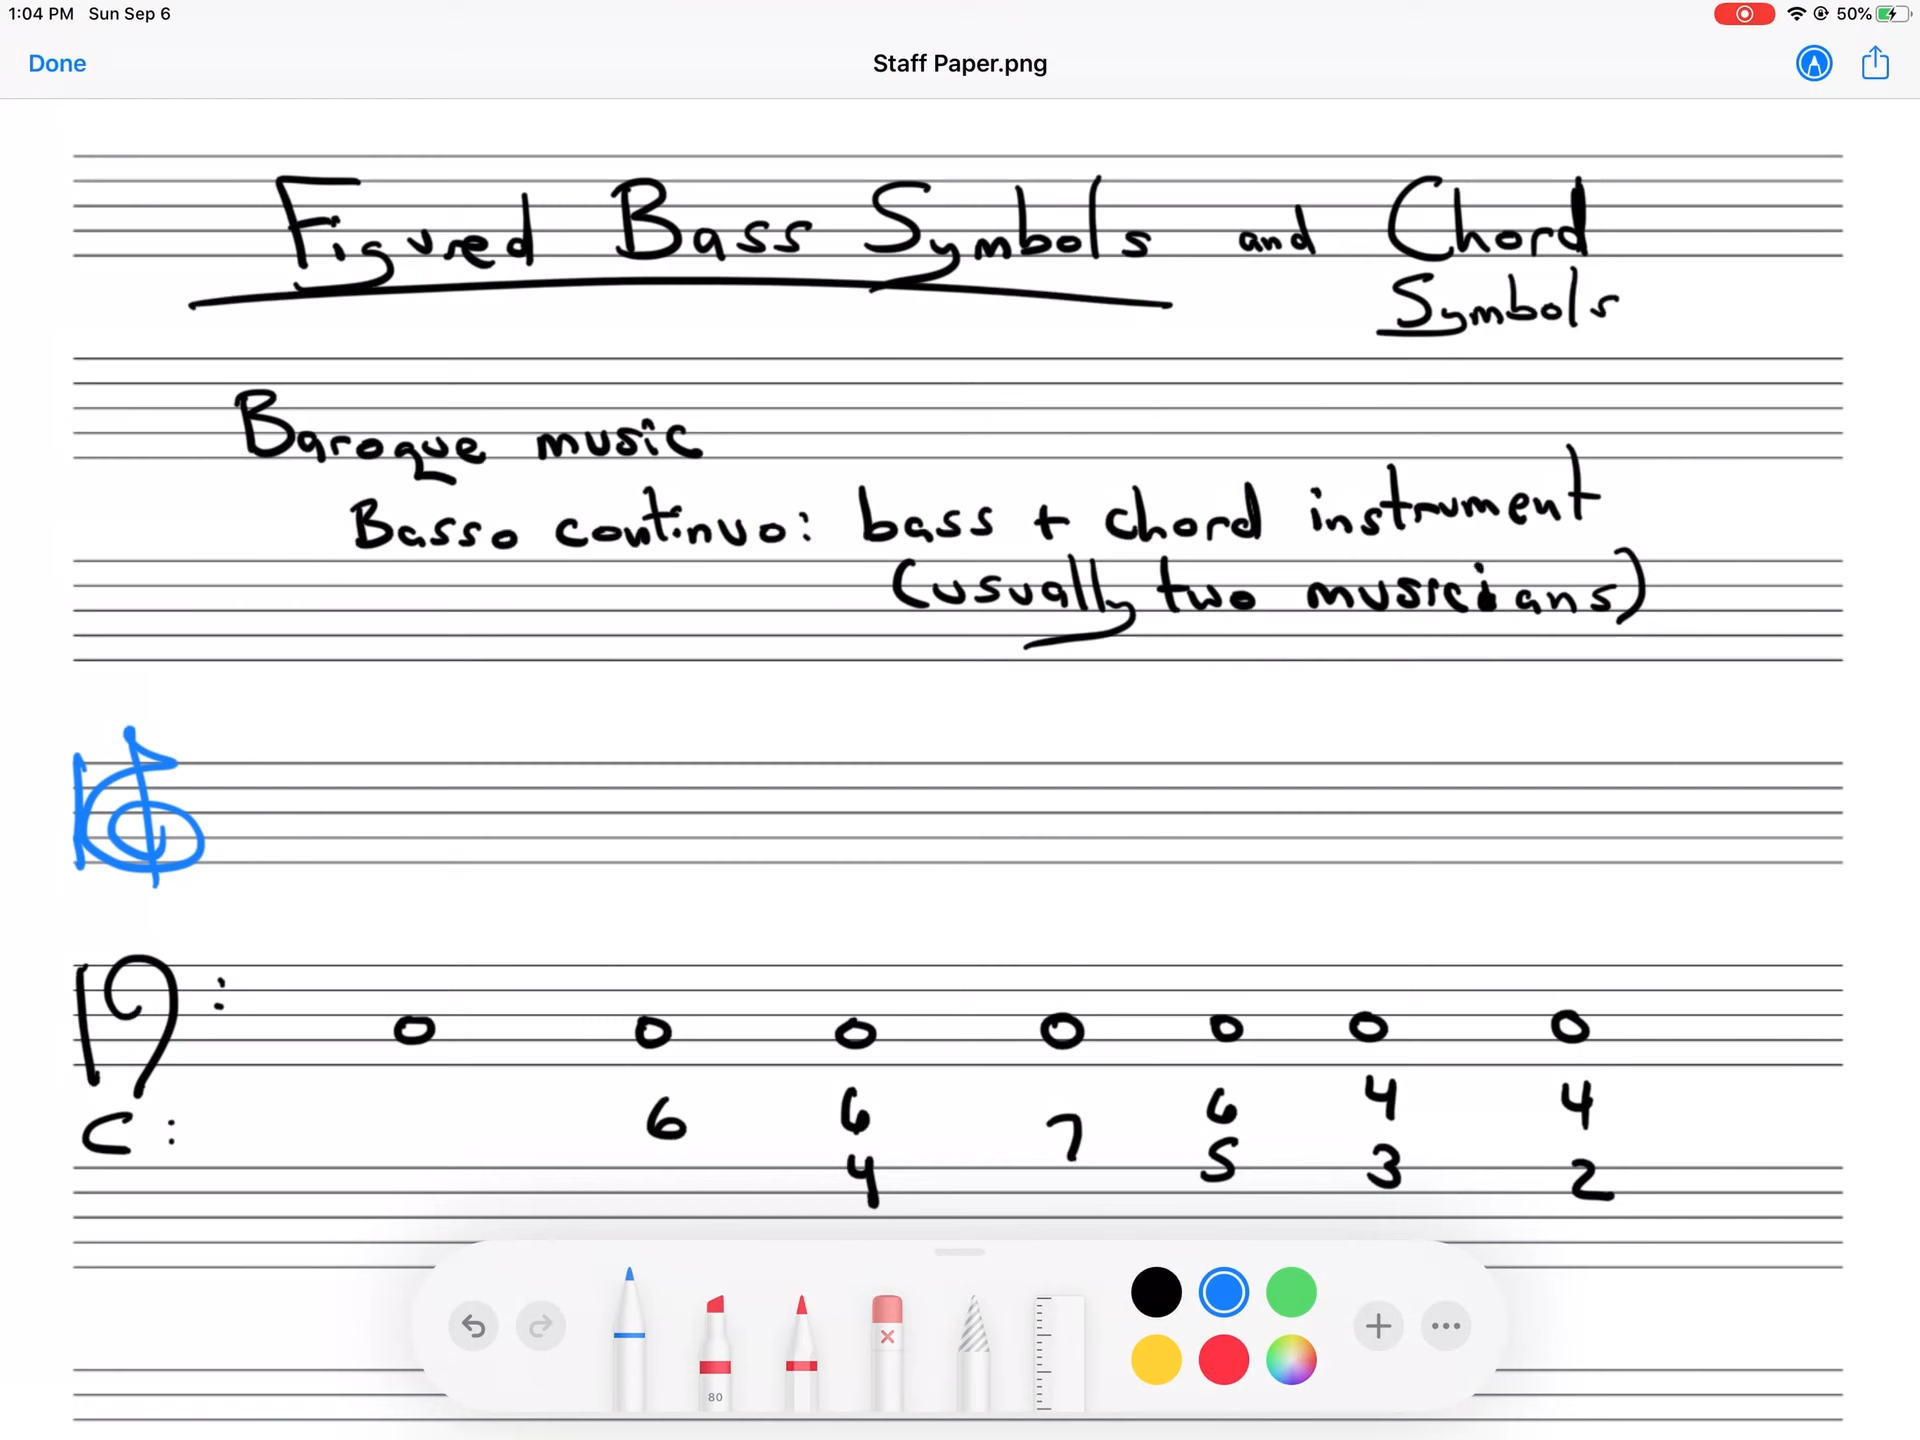 1:04 PM Sun Sep 6
50%
Done
Staff Paper.png
Figured Bass Symbols and Chord
Symbols
Baroque music
Basso continuo: bass + chord instrument
(usually two musicians)
C: 6 6 7 6 4 4
4 5 3 2
80